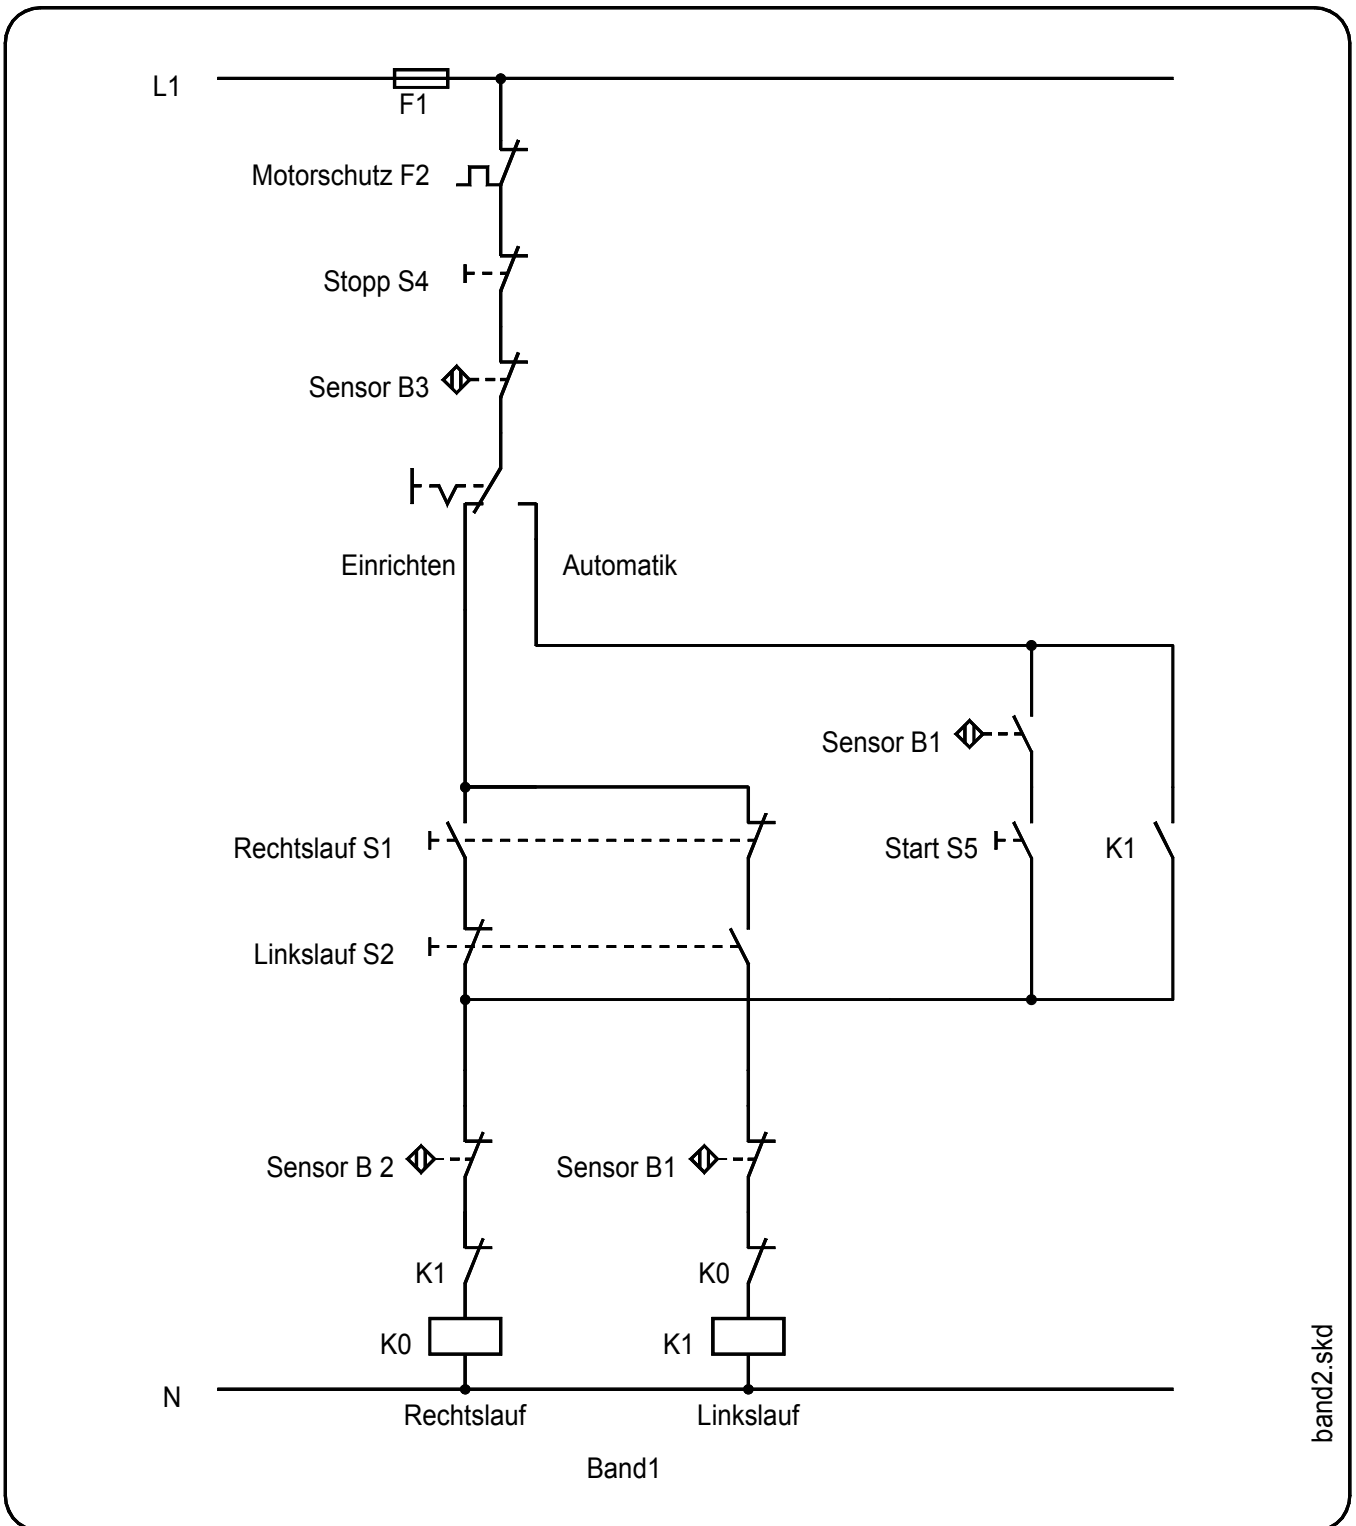 L1
F1
Motorschutz F2
Stopp S4
Sensor B3
Einrichten
Automatik
Sensor B1
Rechtslauf S1
Start S5
K1
Linkslauf S2
Sensor B 2
Sensor B1
K1
K0
K0
K1
N
Rechtslauf
Linkslauf
Band1
band2.skd